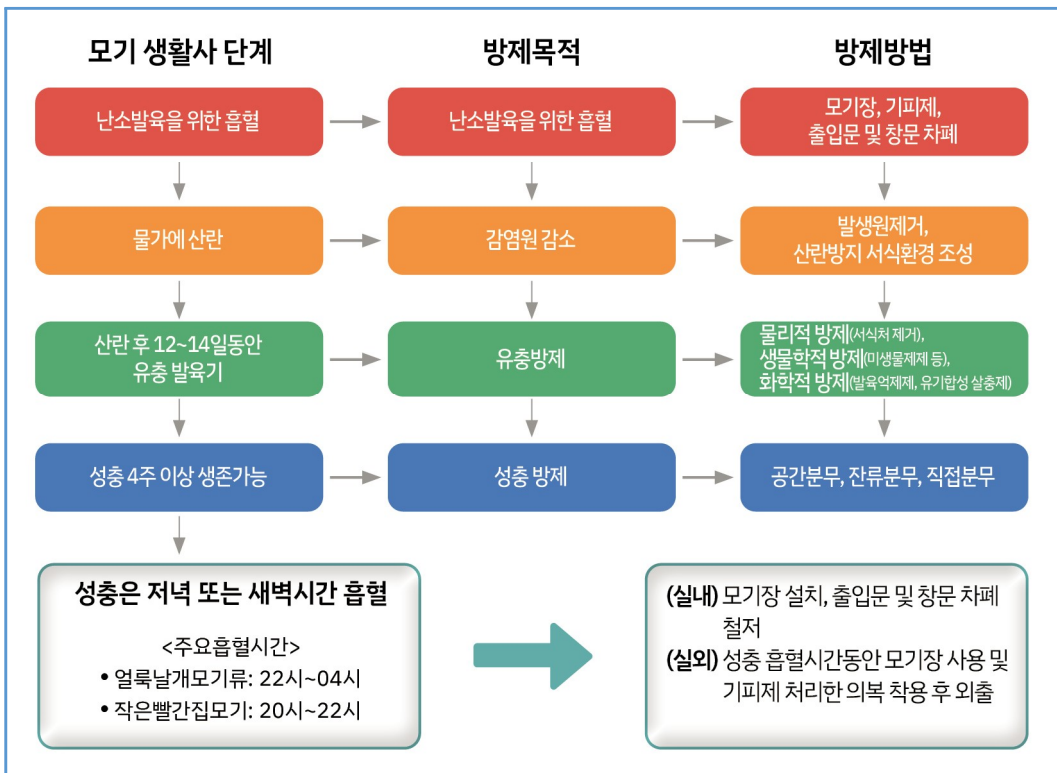 모기 생활사 단계
방제목적
방제방법
난소발육을 위한 흡혈
난소발육을 위한 흡혈
모기장, 기피제,
출입문 및 창문 차폐
물가에 산란
감염원 감소
발생원제거,
산란방지 서식환경 조성
산란 후 12~14일동안
유충 발육기
유충방제
물리적 방제(서식처 제거),
생물학적 방제(미생물제제 등),
화학적 방제(발육억제제, 유기합성 살충제)
성충 4주 이상 생존가능
성충 방제
공간분무, 잔류분무, 직접분무
성충은 저녁 또는 새벽시간 흡혈
<주요흡혈시간>
• 얼룩날개모기류: 22시~04시
• 작은빨간집모기: 20시~22시
(실내) 모기장 설치, 출입문 및 창문 차폐
철저
(실외) 성충 흡혈시간동안 모기장 사용 및
기피제 처리한 의복 착용 후 외출